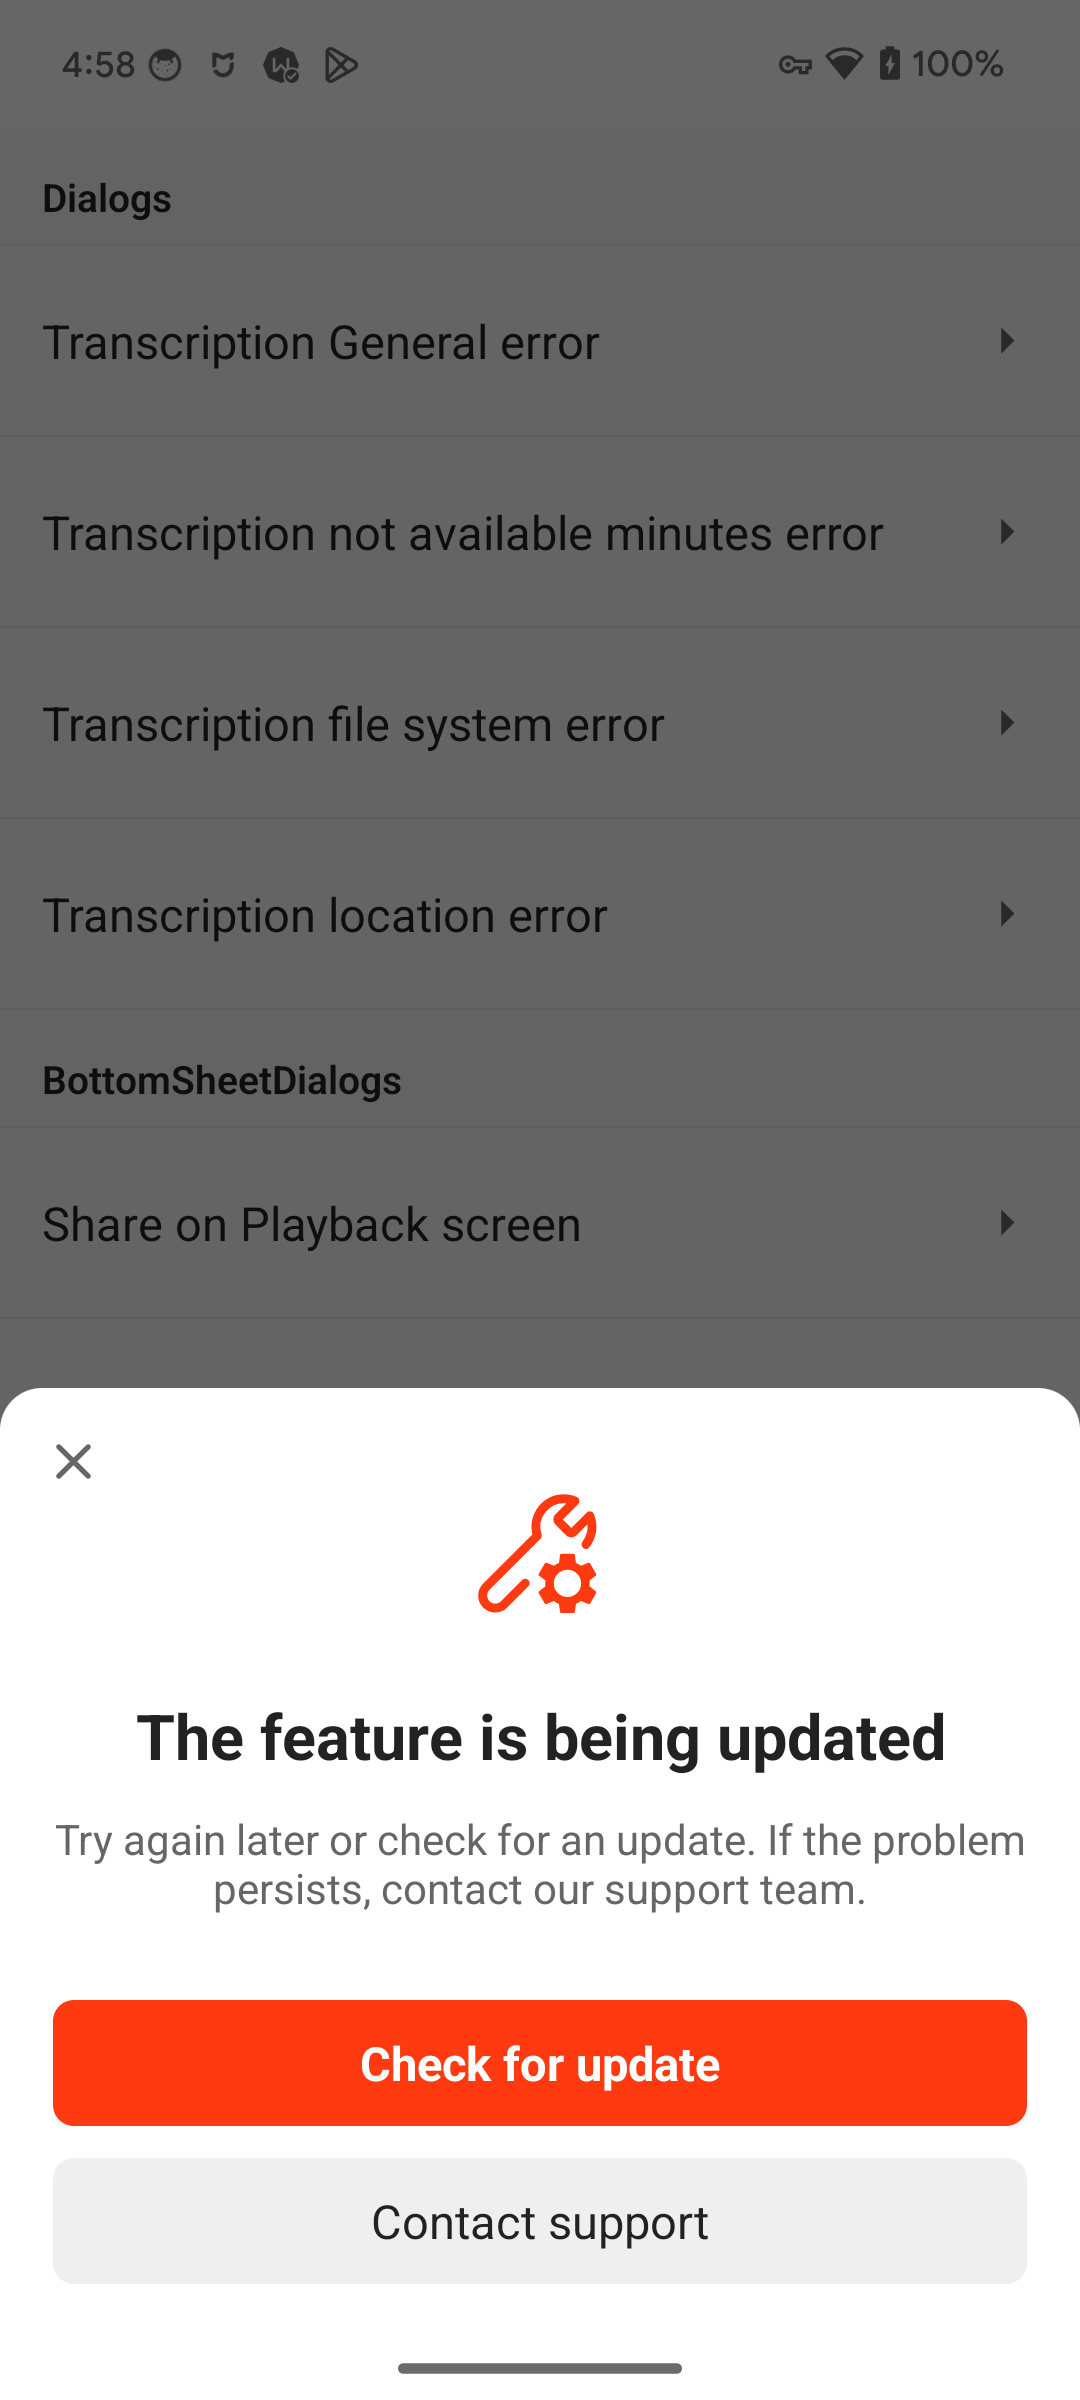 4:58
100%
Dialogs
Transcription General error
Transcription not available minutes error
Transcription file system error
Transcription location error
BottomSheetDialogs
Share on Playback screen
The feature is being updated
Try again later or check for an update. If the problem
persists, contact our support team.
Check for update
Contact support